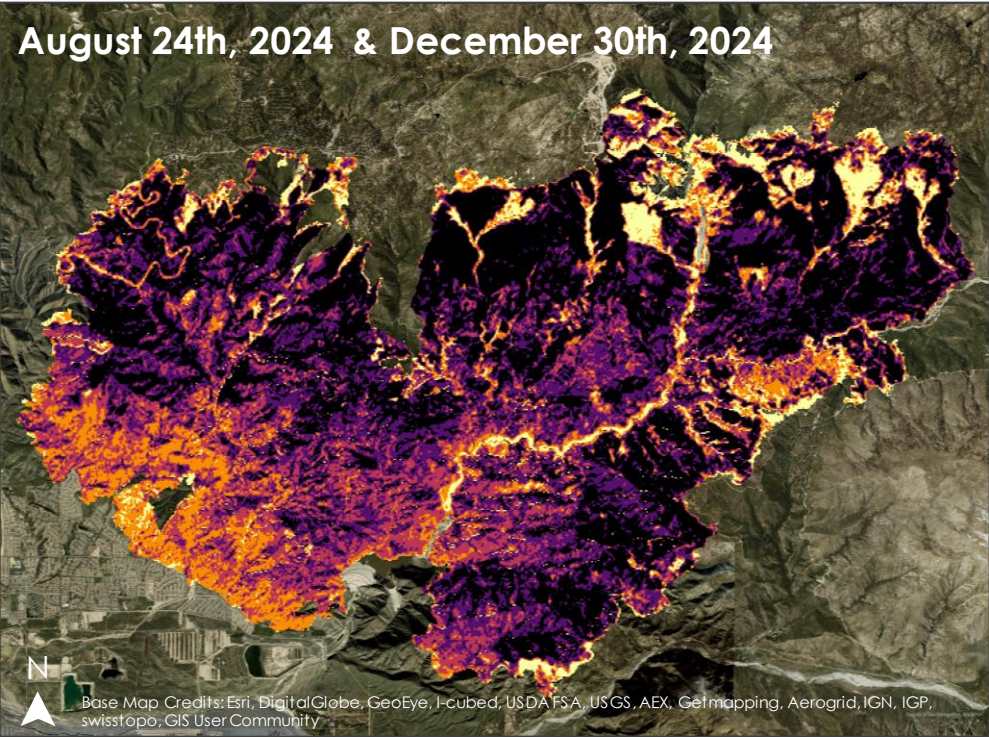 August 24th, 2024 & December 30th, 2024
N
Base Map Credits: Esri, DigitalGlobe, GeoEye, I-cubed, USDA FSA, USGS, AEX, Getmapping, Aerogrid, IGN, IGP,
swisstopo, GIS User Community